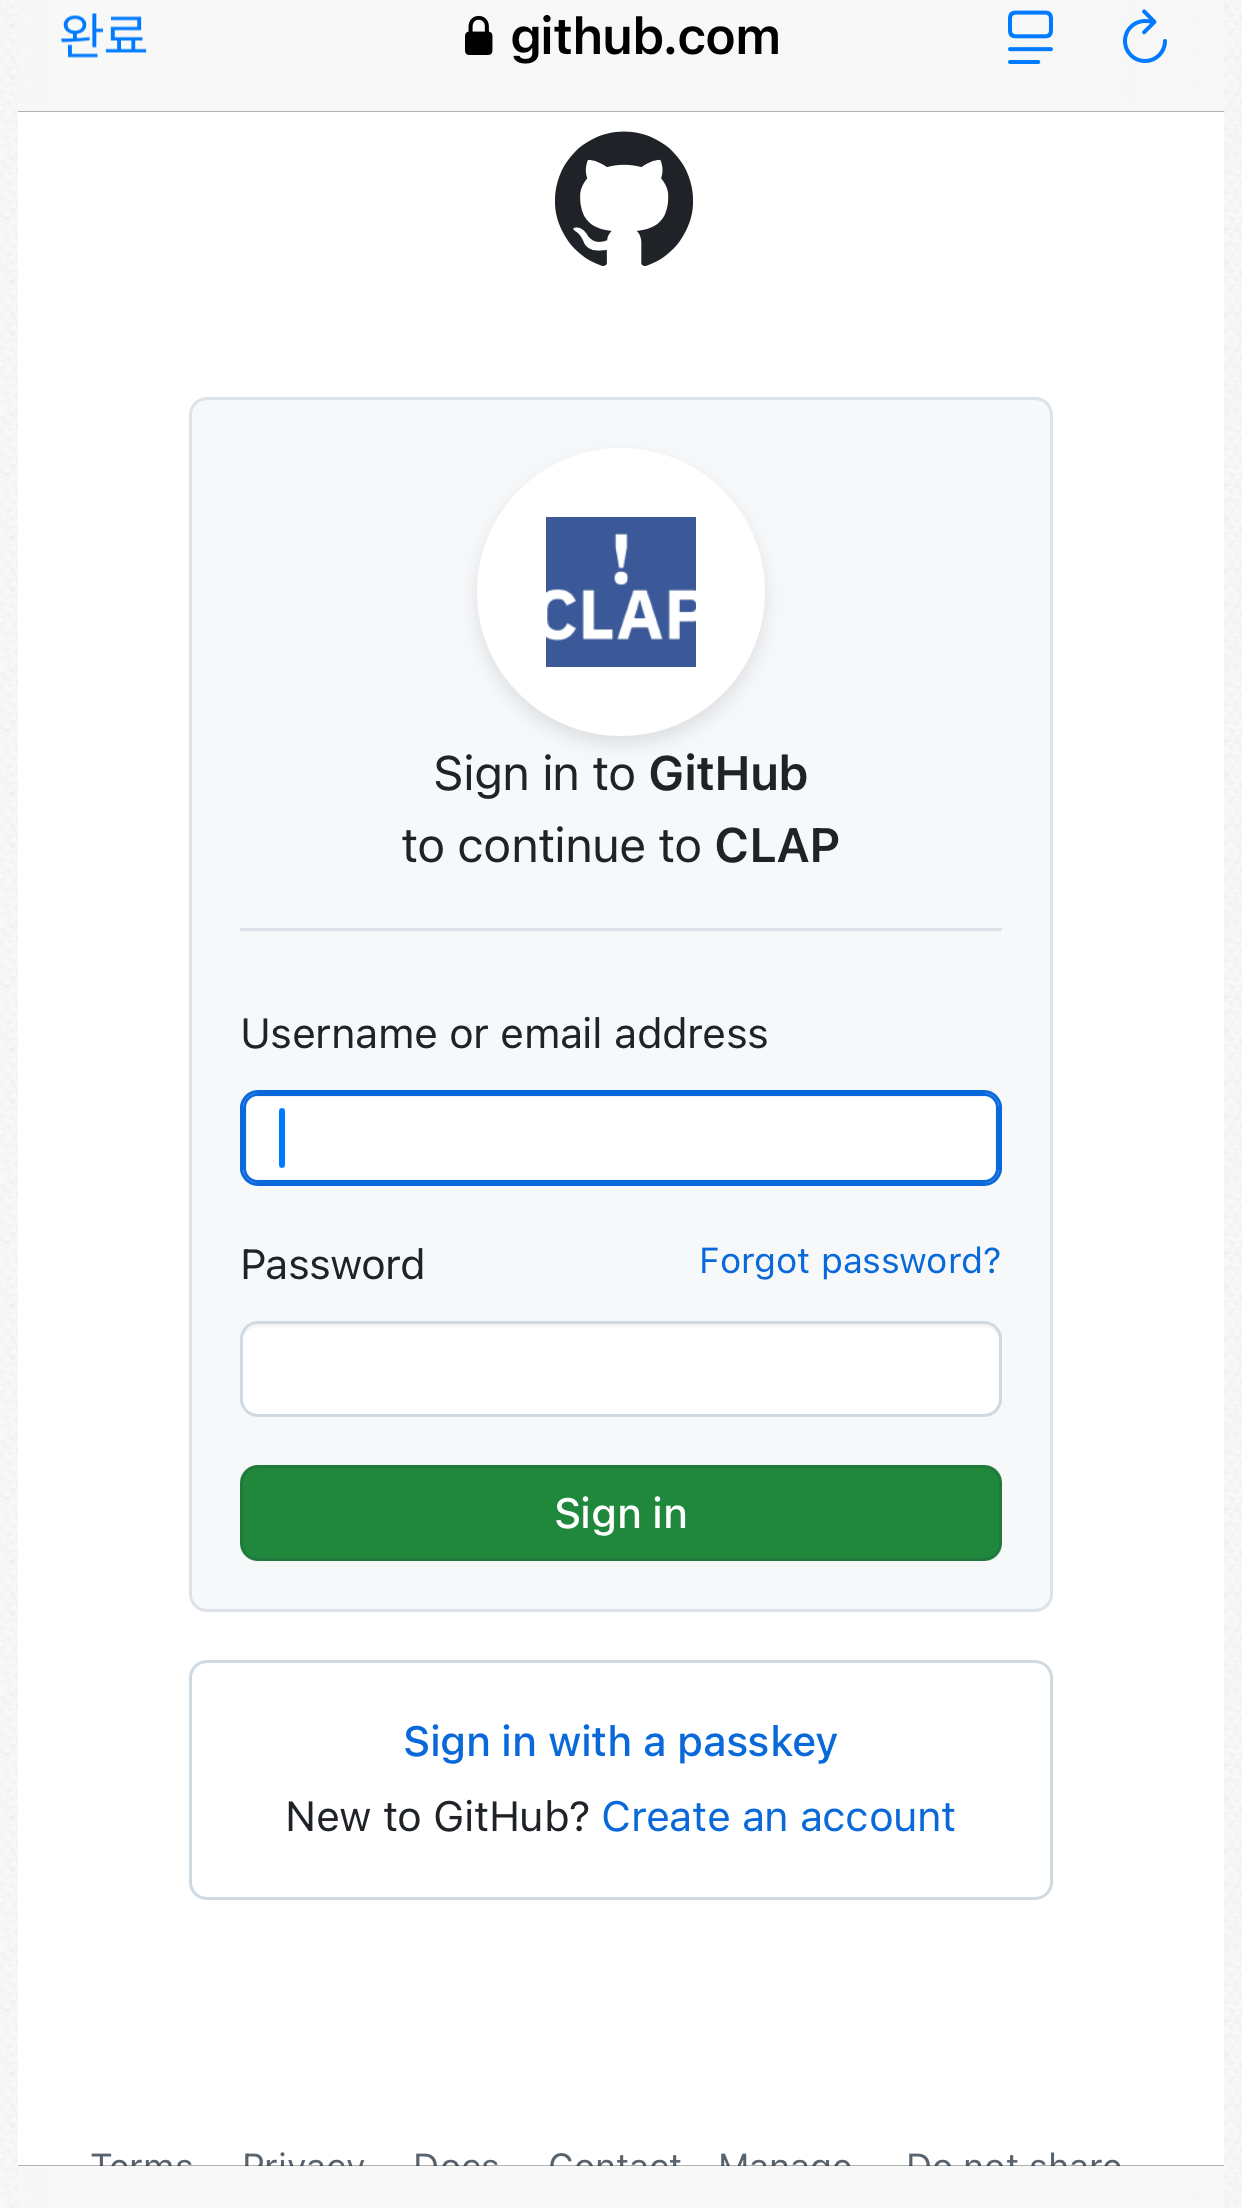 완료
github.com
!
CLAP
Sign in to GitHub
to continue to CLAP
Username or email address
Password
Forgot password?
Sign in
Sign in with a passkey
New to GitHub? Create an account
Terms Privacy Docs Contact Manage Do not share